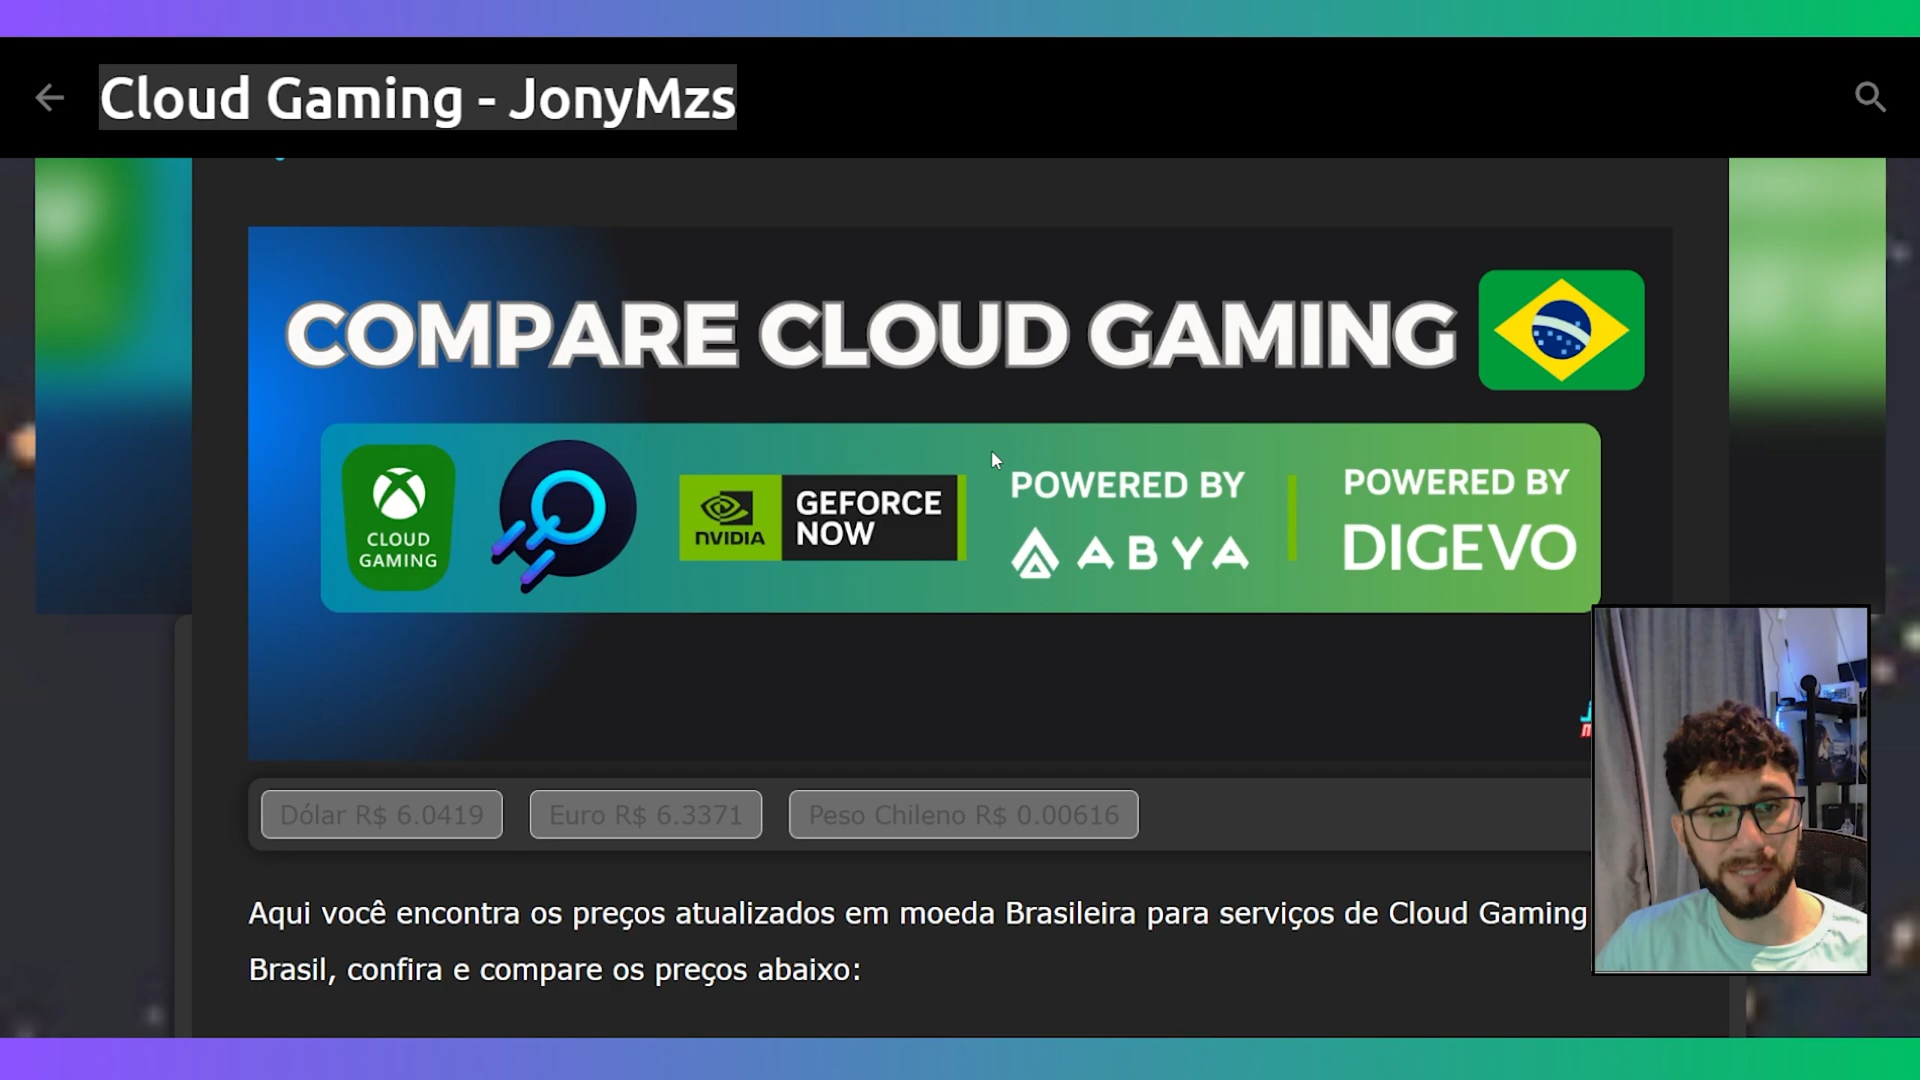 Cloud Gaming - JonyMzs
COMPARE CLOUD GAMING
CLOUD
GAMING
NVIDIA
GEFORCE
NOW
POWERED BY
ABYA
POWERED BY
DIGEVO
Dólar R$ 6.0419
Euro R$ 6.3371
Peso Chileno R$ 0.00616
Aqui você encontra os preços atualizados em moeda Brasileira para serviços de Cloud Gaming
Brasil, confira e compare os preços abaixo: